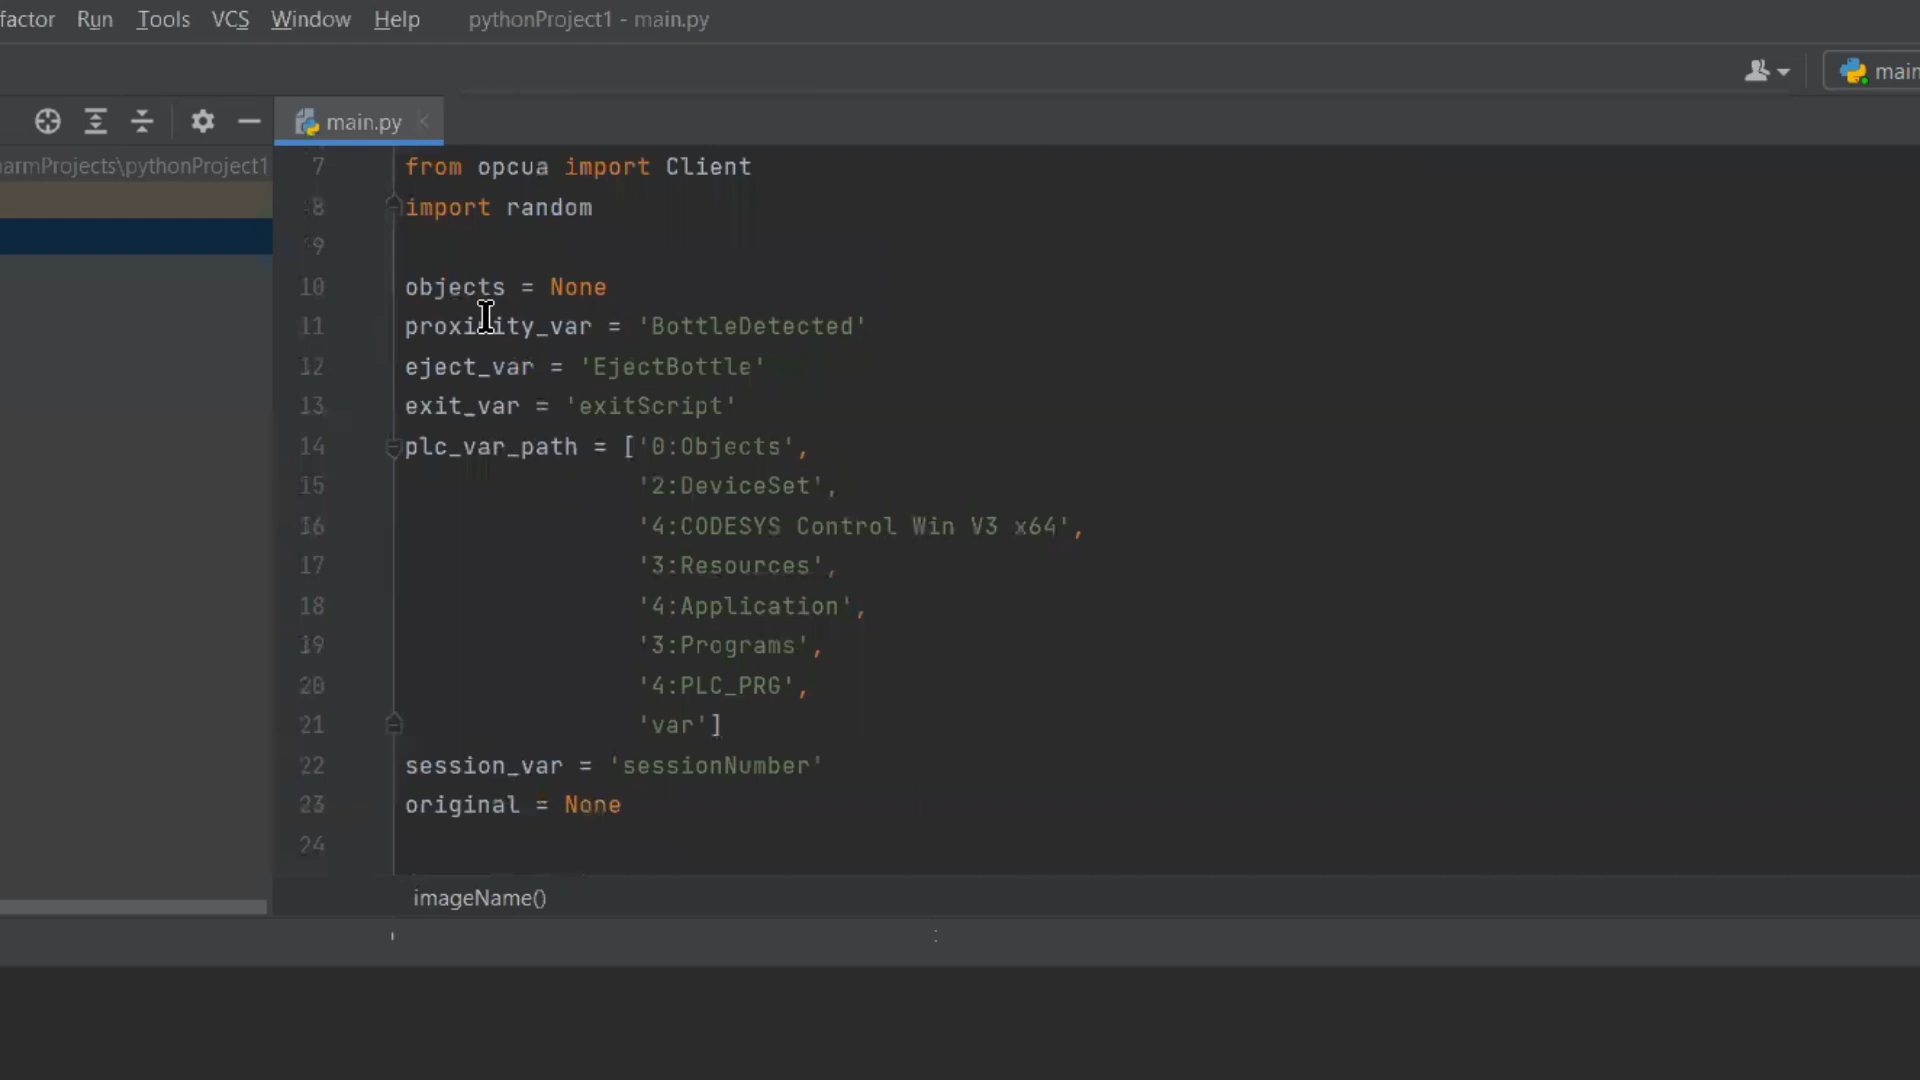 factor Run Tools VCS Window Help pythonProject1 - main.py
main
main.py
armProjects\pythonProject1
7 from opcua import Client
8 import random
9
10 objects = None
11 proximity_var = 'BottleDetected'
12 eject_var = 'EjectBottle'
13 exit_var = 'exitScript'
14 plc_var_path = ['0:Objects',
15 '2:DeviceSet',
16 '4:CODESYS Control Win V3 x64',
17 '3:Resources',
18 '4:Application',
19 '3:Programs',
20 '4:PLC_PRG',
21 'var']
22 session_var = 'sessionNumber'
23 original = None
24
imageName()